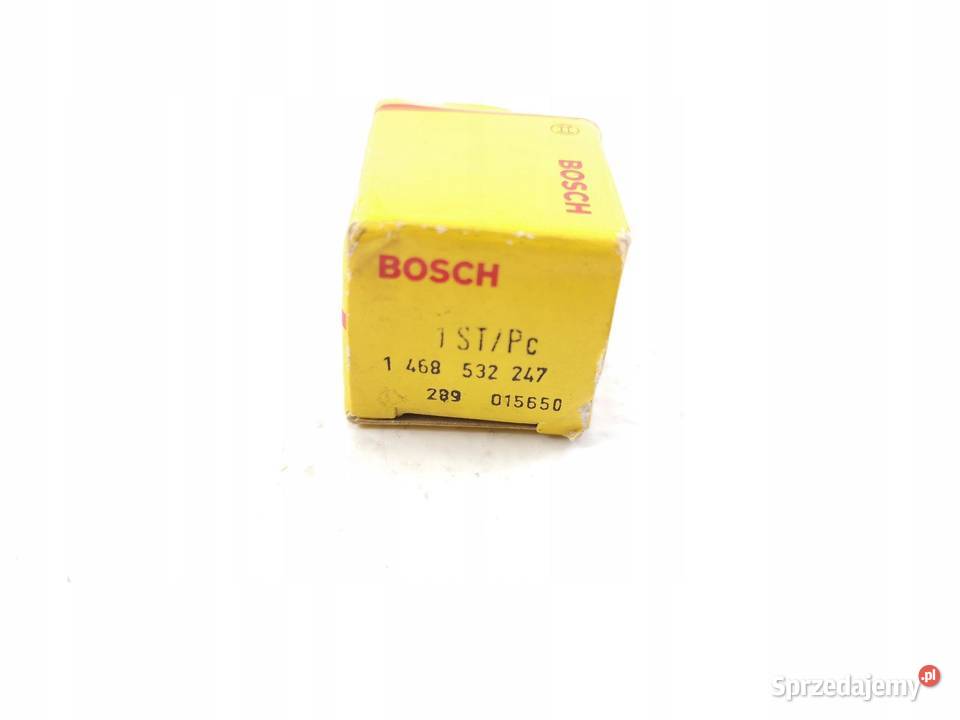 BOSCH
BOSCH
1 ST/Pc
1 468 532 247
289 015650
Sprzedajemy.pl